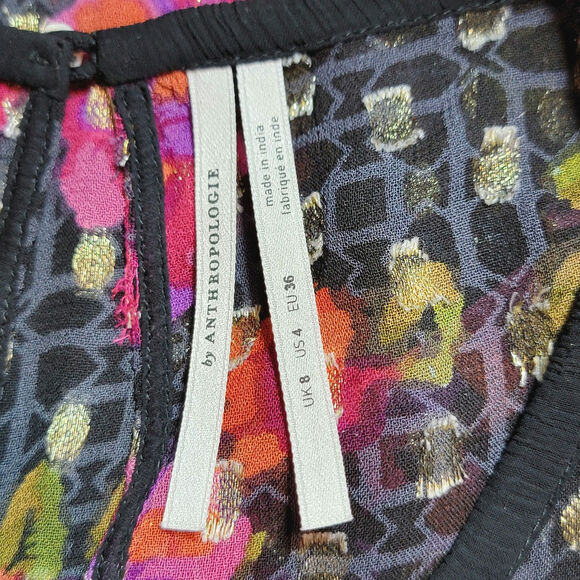 by ANTHROPOLOGIE
made in india
fabriqué en inde
UK 8 US 4 EU 36